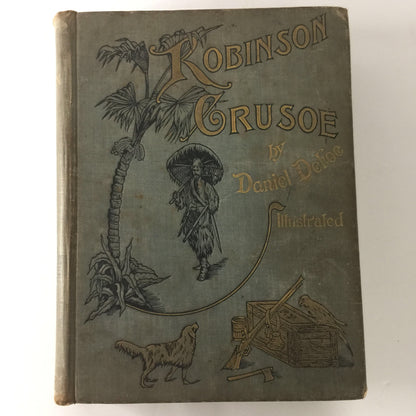 ROBINSON
CRUSOE
by
Daniel DeFoe
Illustrated